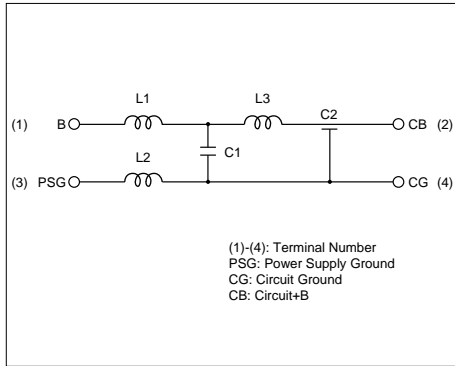 L1 L3
C2
(1) B CB (2)
C1
L2
(3) PSG CG (4)
(1)-(4): Terminal Number
PSG: Power Supply Ground
CG: Circuit Ground
CB: Circuit+B